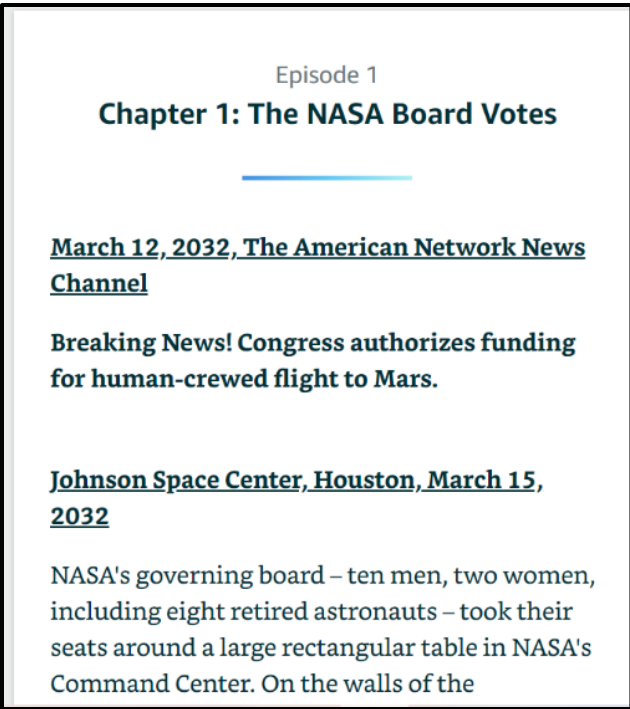 Episode 1
Chapter 1: The NASA Board Votes
March 12, 2032, The American Network News
Channel
Breaking News! Congress authorizes funding
for human-crewed flight to Mars.
Johnson Space Center, Houston, March 15,
2032
NASA's governing board – ten men, two women,
including eight retired astronauts – took their
seats around a large rectangular table in NASA's
Command Center. On the walls of the